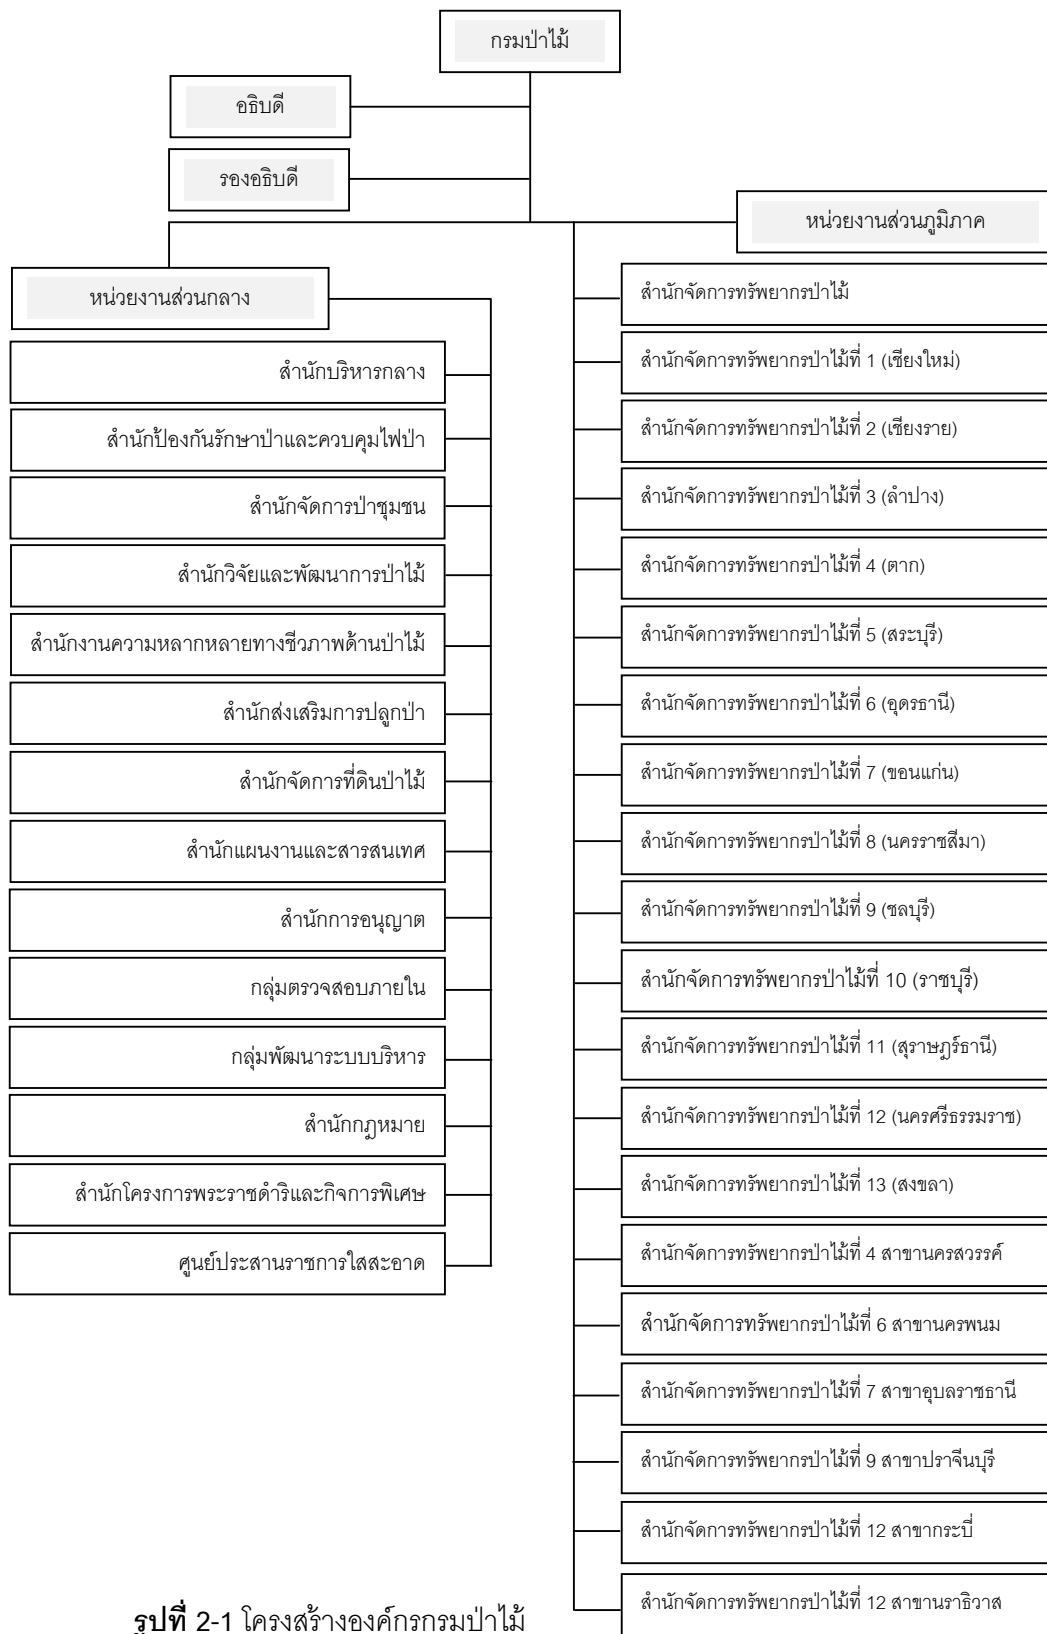 กรมป่าไม้
อธิบดี
รองอธิบดี
หน่วยงานส่วนกลาง
สำนักบริหารกลาง
สำนักป้องกันรักษาป่าและควบคุมไฟป่า
สำนักจัดการป่าชุมชน
สำนักวิจัยและพัฒนาการป่าไม้
สำนักงานความหลากหลายทางชีวภาพด้านป่าไม้
สำนักส่งเสริมการปลูกป่า
สำนักจัดการที่ดินป่าไม้
สำนักแผนงานและสารสนเทศ
สำนักการอนุญาต
กลุ่มตรวจสอบภายใน
กลุ่มพัฒนาระบบบริหาร
สำนักกฎหมาย
สำนักโครงการพระราชดำริและกิจการพิเศษ
ศูนย์ประสานราชการใสสะอาด
หน่วยงานส่วนภูมิภาค
สำนักจัดการทรัพยากรป่าไม้
สำนักจัดการทรัพยากรป่าไม้ที่ 1 (เชียงใหม่)
สำนักจัดการทรัพยากรป่าไม้ที่ 2 (เชียงราย)
สำนักจัดการทรัพยากรป่าไม้ที่ 3 (ลำปาง)
สำนักจัดการทรัพยากรป่าไม้ที่ 4 (ตาก)
สำนักจัดการทรัพยากรป่าไม้ที่ 5 (สระบุรี)
สำนักจัดการทรัพยากรป่าไม้ที่ 6 (อุดรธานี)
สำนักจัดการทรัพยากรป่าไม้ที่ 7 (ขอนแก่น)
สำนักจัดการทรัพยากรป่าไม้ที่ 8 (นครราชสีมา)
สำนักจัดการทรัพยากรป่าไม้ที่ 9 (ชลบุรี)
สำนักจัดการทรัพยากรป่าไม้ที่ 10 (ราชบุรี)
สำนักจัดการทรัพยากรป่าไม้ที่ 11 (สุราษฎร์ธานี)
สำนักจัดการทรัพยากรป่าไม้ที่ 12 (นครศรีธรรมราช)
สำนักจัดการทรัพยากรป่าไม้ที่ 13 (สงขลา)
สำนักจัดการทรัพยากรป่าไม้ที่ 4 สาขานครสวรรค์
สำนักจัดการทรัพยากรป่าไม้ที่ 6 สาขานครพนม
สำนักจัดการทรัพยากรป่าไม้ที่ 7 สาขาอุบลราชธานี
สำนักจัดการทรัพยากรป่าไม้ที่ 9 สาขาปราจีนบุรี
สำนักจัดการทรัพยากรป่าไม้ที่ 12 สาขากระบี่
สำนักจัดการทรัพยากรป่าไม้ที่ 12 สาขานราธิวาส
รูปที่ 2-1 โครงสร้างองค์กรกรมป่าไม้